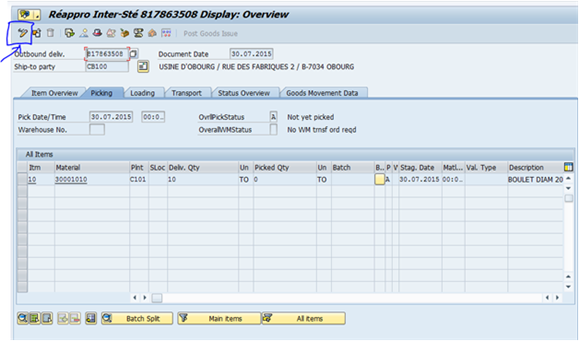 Réappro Inter-Sté 817863508 Display: Overview
Post Goods Issue
Outbound deliv. 817863508 Document Date 30.07.2015
Ship-to party CB100 USINE D'OBOURG / RUE DES FABRIQUES 2 / B-7034 OBOURG
Item Overview Picking Loading Transport Status Overview Goods Movement Data
Pick Date/Time 30.07.2015 00:0.. OvrlPickStatus A Not yet picked
Warehouse No. OverallWMStatus No WM trnsf ord reqd
All Items
Itm Material Plnt SLoc Deliv. Qty Un Picked Qty Un Batch B.. P V Stag. Date Matl... Val. Type Description
10 30001010 C101 10 TO 0 TO A 30.07.2015 00:0.. BOULET DIAM 20
Batch Split Main items All items